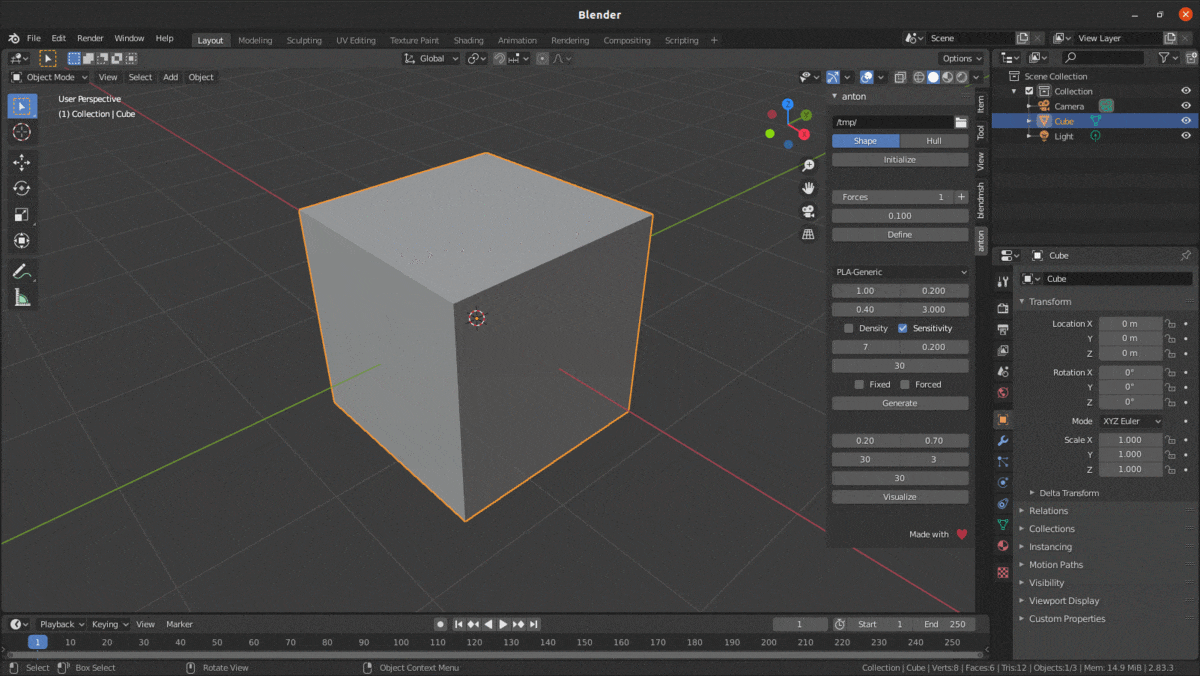 Blender
File Edit Render Window Help Layout Modeling Sculpting UV Editing Texture Paint Shading Animation Rendering Compositing Scripting + Scene View Layer
Global Options
Object Mode View Select Add Object
User Perspective
(1) Collection | Cube
Z
Y
X
anton
/tmp/
Shape Hull
Initialize
Forces 1 +
0.100
Define
PLA-Generic
1.00 0.200
0.40 3.000
Density Sensitivity
7 0.200
30
Fixed Forced
Generate
0.20 0.70
30 3
30
Visualize
Made with
Item
Tool
View
blendmsh
anton
Scene Collection
Collection
Camera
Cube
Light
Cube
Cube
Transform
Location X 0 m
Y 0 m
Z 0 m
Rotation X 0°
Y 0°
Z 0°
Mode XYZ Euler
Scale X 1.000
Y 1.000
Z 1.000
Delta Transform
Relations
Collections
Instancing
Motion Paths
Visibility
Viewport Display
Custom Properties
Playback Keying View Marker 1 Start 1 End 250
1 10 20 30 40 50 60 70 80 90 100 110 120 130 140 150 160 170 180 190 200 210 220 230 240 250
Select Box Select Rotate View Object Context Menu Collection | Cube | Verts:8 | Faces:6 | Tris:12 | Objects:1/3 | Mem: 14.9 MiB | 2.83.3